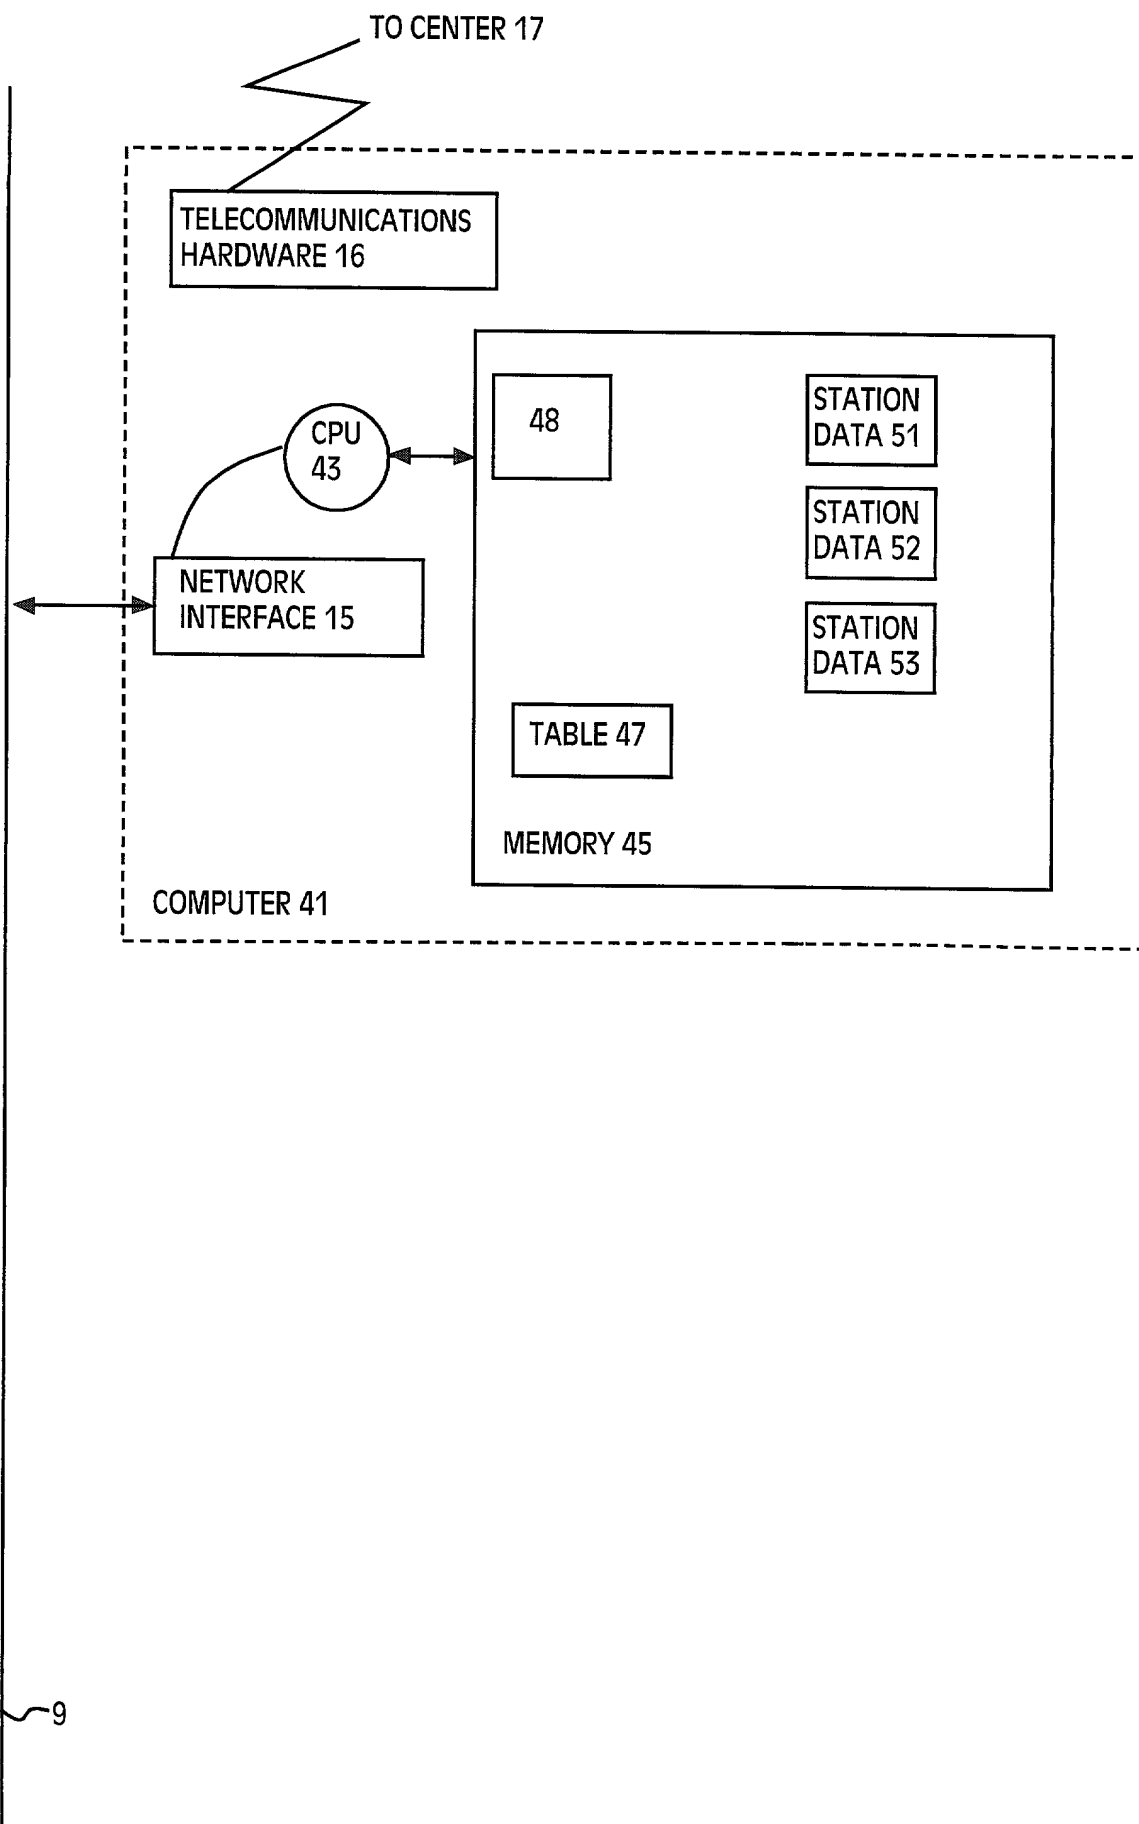 TO CENTER 17
TELECOMMUNICATIONS
HARDWARE 16
CPU
43
48
STATION
DATA 51
STATION
DATA 52
NETWORK
INTERFACE 15
STATION
DATA 53
TABLE 47
MEMORY 45
COMPUTER 41
9